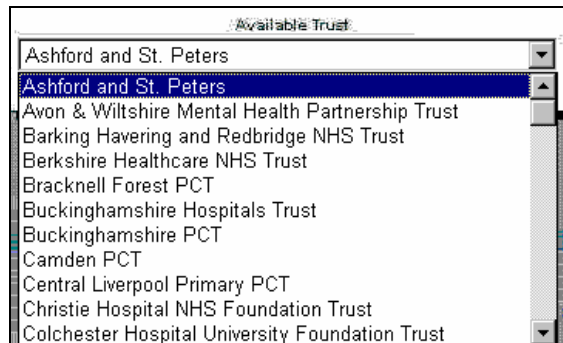 Available Trust
Ashford and St. Peters
Ashford and St. Peters
Avon & Wiltshire Mental Health Partnership Trust
Barking Havering and Redbridge NHS Trust
Berkshire Healthcare NHS Trust
Bracknell Forest PCT
Buckinghamshire Hospitals Trust
Buckinghamshire PCT
Camden PCT
Central Liverpool Primary PCT
Christie Hospital NHS Foundation Trust
Colchester Hospital University Foundation Trust